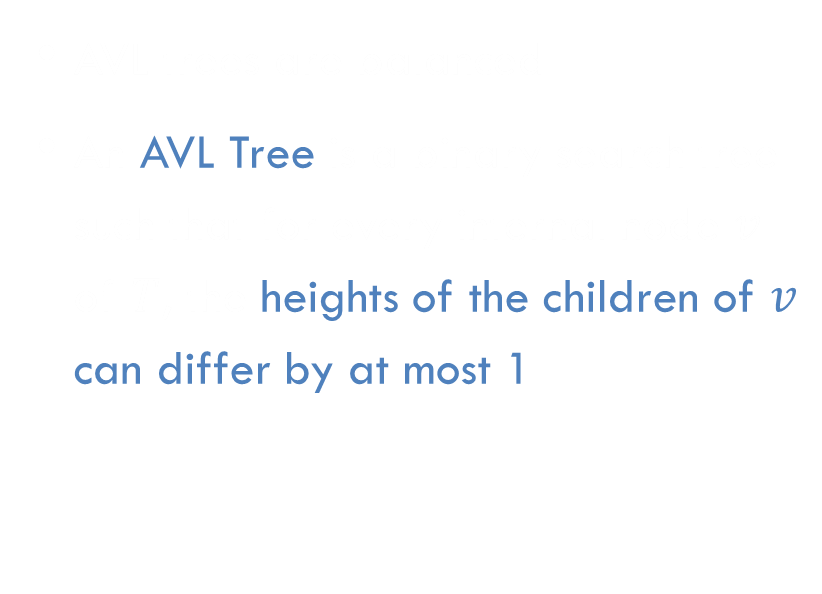 AVL Tree
heights of the children of 𝑣
can differ by at most 1